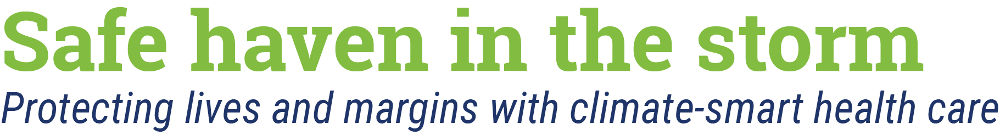 Safe haven in the storm
Protecting lives and margins with climate-smart health care